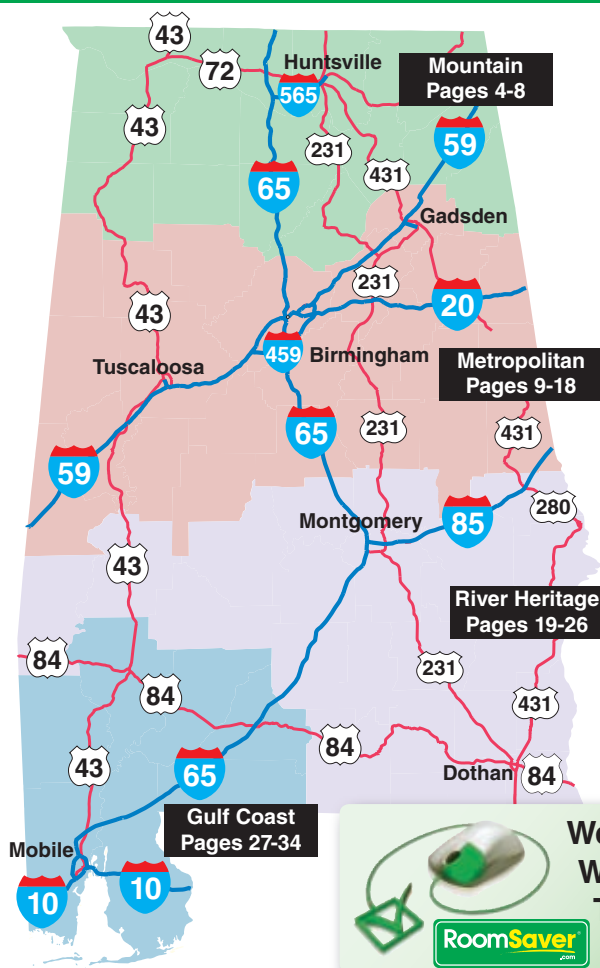 43
72
Huntsville
565
Mountain
Pages 4-8
43
231
59
431
65
Gadsden
231
43
20
459
Birmingham
Tuscaloosa
Metropolitan
Pages 9-18
65
231
431
59
280
Montgomery
85
43
River Heritage
Pages 19-26
84
231
84
431
84
43
65
Dothan
84
Gulf Coast
Pages 27-34
Mobile
10
10
RoomSaver
.com